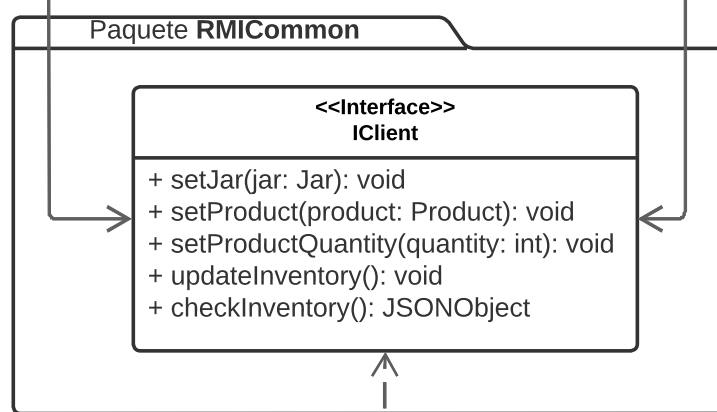 Paquete RMICommon
<<Interface>>
IClient
+ setJar(jar: Jar): void
+ setProduct(product: Product): void
+ setProductQuantity(quantity: int): void
+ updateInventory(): void
+ checkInventory(): JSONObject